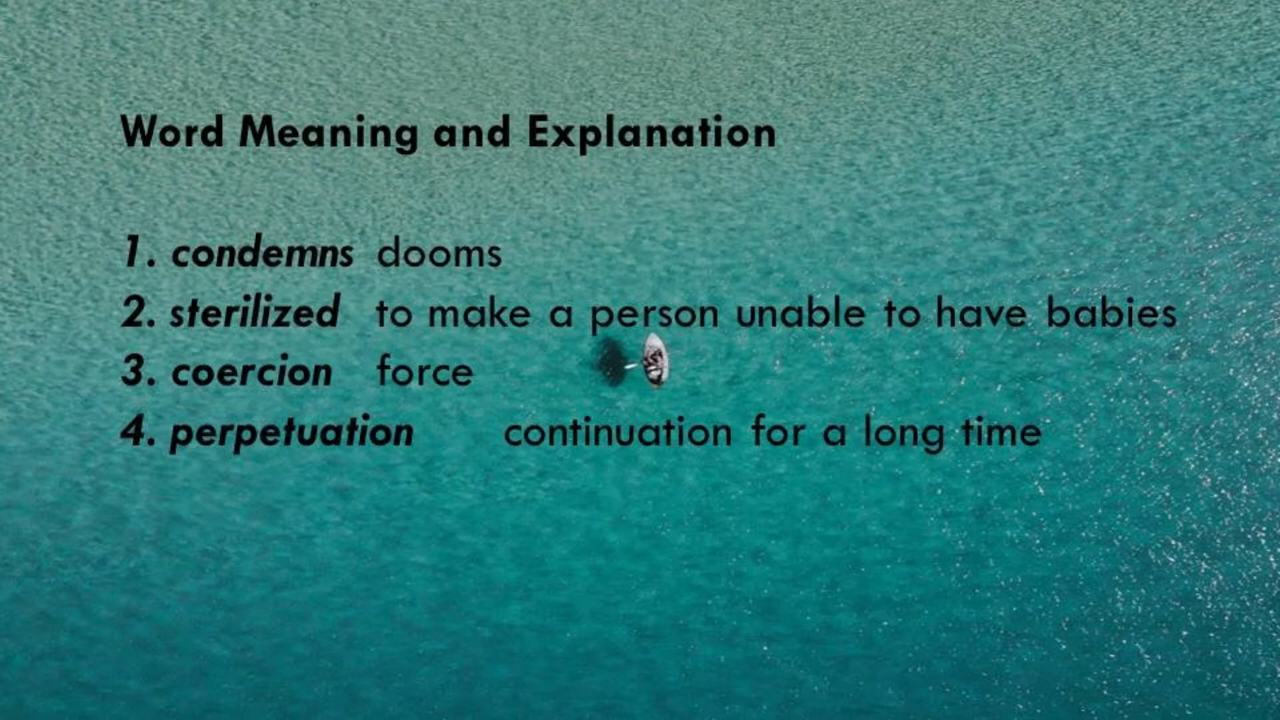 Word Meaning and Explanation
1. condemns dooms
2. sterilized to make a person unable to have babies
3. coercion force
4. perpetuation continuation for a long time